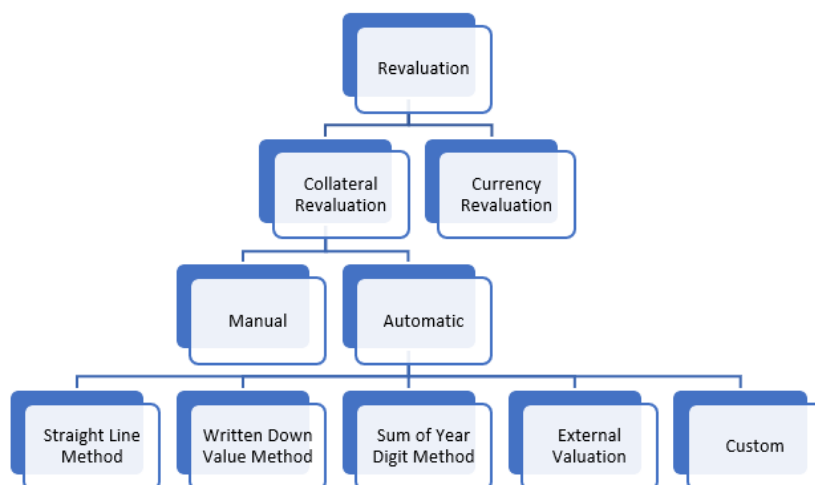 Revaluation
Collateral
Revaluation
Currency
Revaluation
Manual
Automatic
Straight Line
Method
Written Down
Value Method
Sum of Year
Digit Method
External
Valuation
Custom